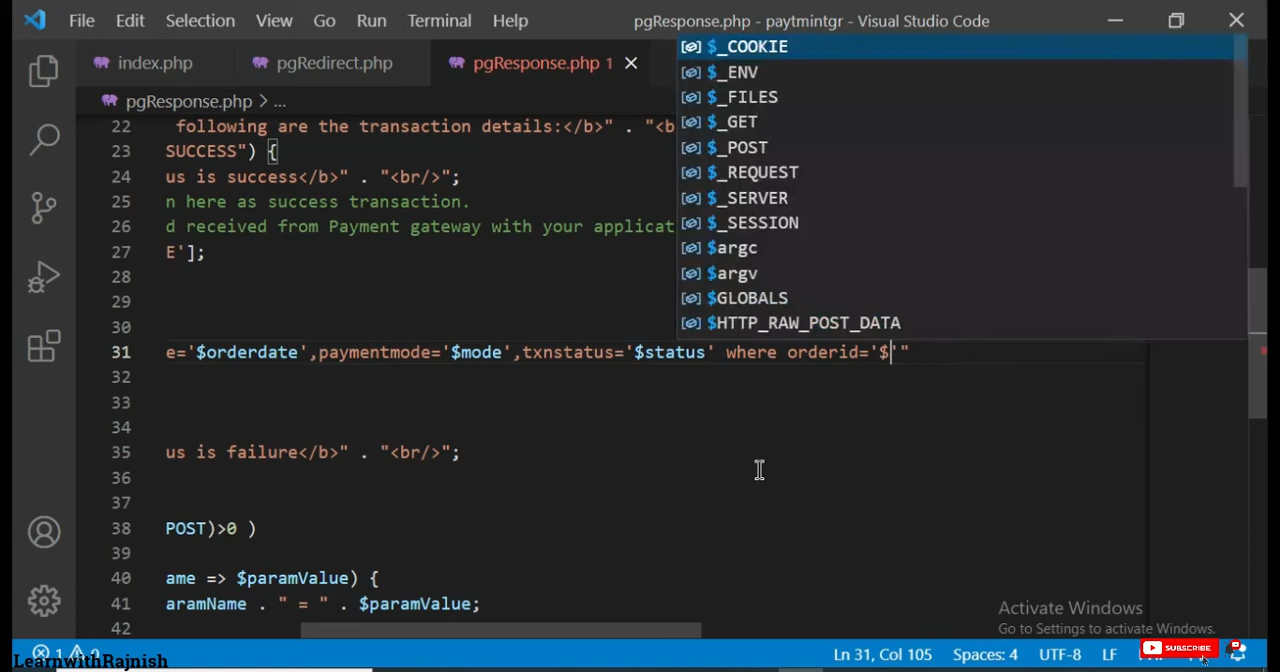 File Edit Selection View Go Run Terminal Help pgResponse.php - paytmintgr - Visual Studio Code
index.php pgRedirect.php pgResponse.php 1
pgResponse.php > ...
$_COOKIE
$_ENV
$_FILES
$_GET
$_POST
$_REQUEST
$_SERVER
$_SESSION
$argc
$argv
$GLOBALS
$HTTP_RAW_POST_DATA
22 following are the transaction details:</b>" . "<b
23 SUCCESS") {
24 us is success</b>" . "<br/>";
25 n here as success transaction.
26 d received from Payment gateway with your applicat
27 E'];
28
29
30
31 e='$orderdate',paymentmode='$mode',txnstatus='$status' where orderid='$'"
32
33
34
35 us is failure</b>" . "<br/>";
36
37
38 POST)>0 )
39
40 ame => $paramValue) {
41 aramName . " = " . $paramValue;
42
Activate Windows
Go to Settings to activate Windows.
SUBSCRIBE
1 Ln 31, Col 105 Spaces: 4 UTF-8 LF
LearnwithRajnish